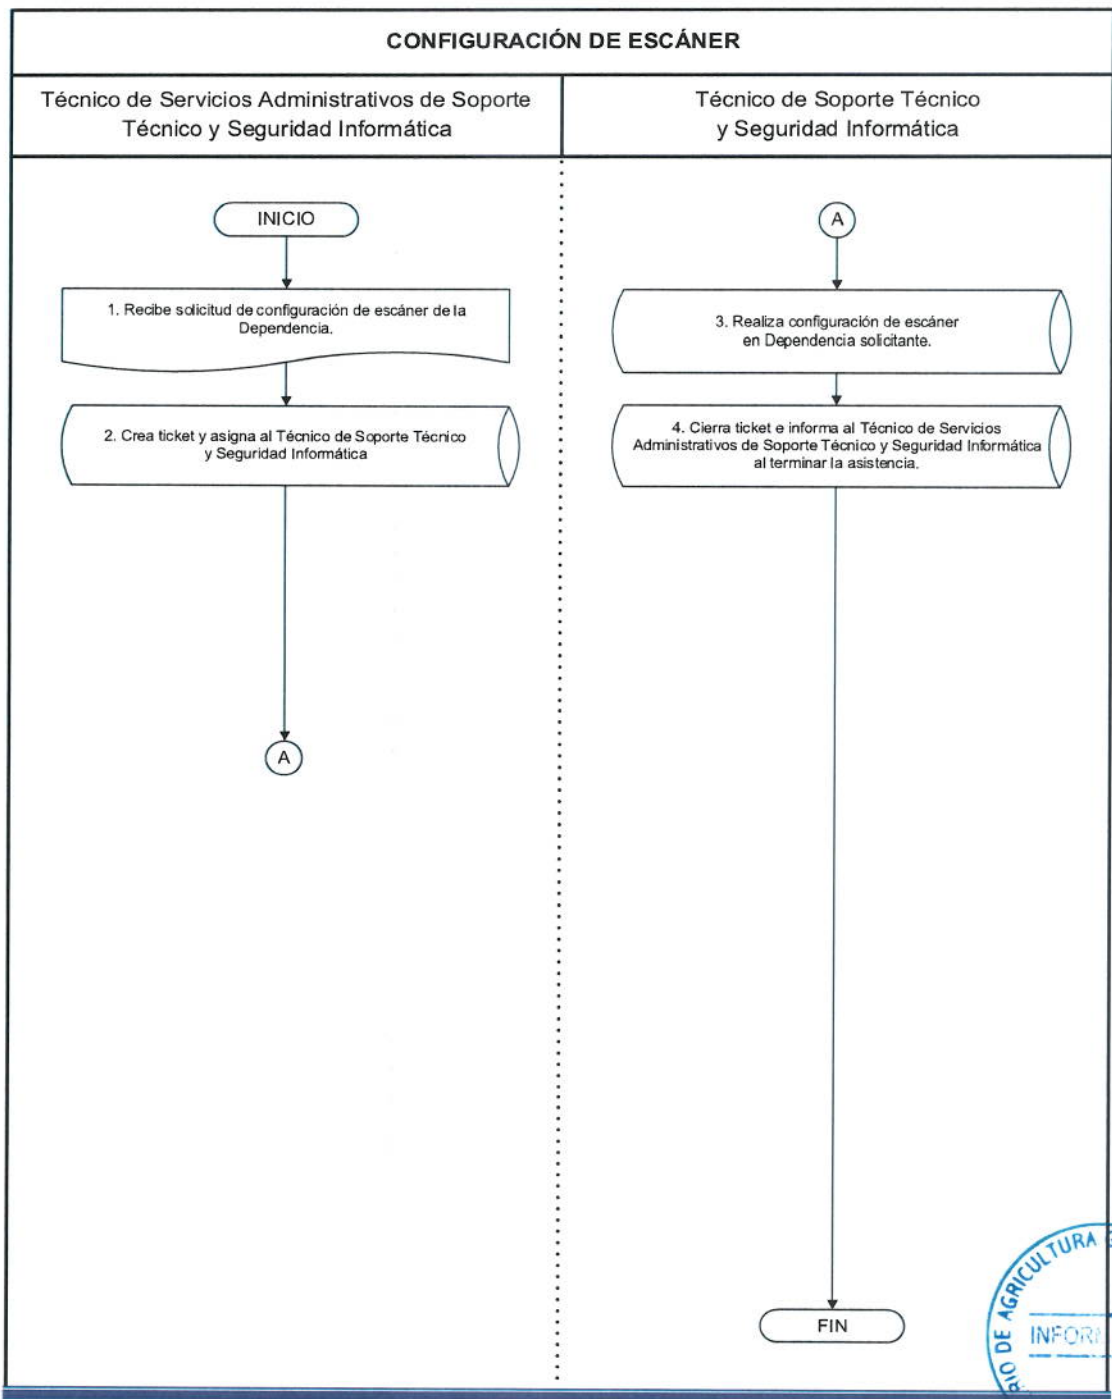 CONFIGURACIÓN DE ESCÁNER
Técnico de Servicios Administrativos de Soporte
Técnico y Seguridad Informática
Técnico de Soporte Técnico
y Seguridad Informática
INICIO
1. Recibe solicitud de configuración de escáner de la
Dependencia.
2. Crea ticket y asigna al Técnico de Soporte Técnico
y Seguridad Informática
A
A
3. Realiza configuración de escáner
en Dependencia solicitante.
4. Cierra ticket e informa al Técnico de Servicios
Administrativos de Soporte Técnico y Seguridad Informática
al terminar la asistencia.
FIN
RIO DE AGRICULTURA
INFOR